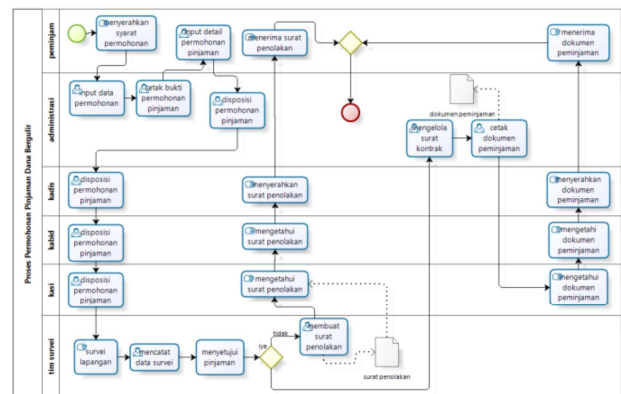 Proses Permohonan Pinjaman Dana Bergulir
peminjam
menyerahkan
syarat
permohonan
input detail
permohonan
pinjaman
menerima surat
penolakan
menerima
dokumen
peminjaman
administrasi
input data
permohonan
cetak bukti
permohonan
pinjaman
disposisi
permohonan
pinjaman
dokumen peminjaman
mengelola
surat
kontrak
cetak
dokumen
peminjaman
kadis
disposisi
permohonan
pinjaman
menyerahkan
surat penolakan
menyerahkan
dokumen
peminjaman
kabid
disposisi
permohonan
pinjaman
mengetahui
surat penolakan
mengetahi
dokumen
peminjaman
kasi
disposisi
permohonan
pinjaman
mengetahui
surat penolakan
mengetahui
dokumen
peminjaman
tim survei
survei
lapangan
mencatat
data survei
menyetujui
pinjaman
iya
tidak
membuat
surat
penolakan
surat penolakan